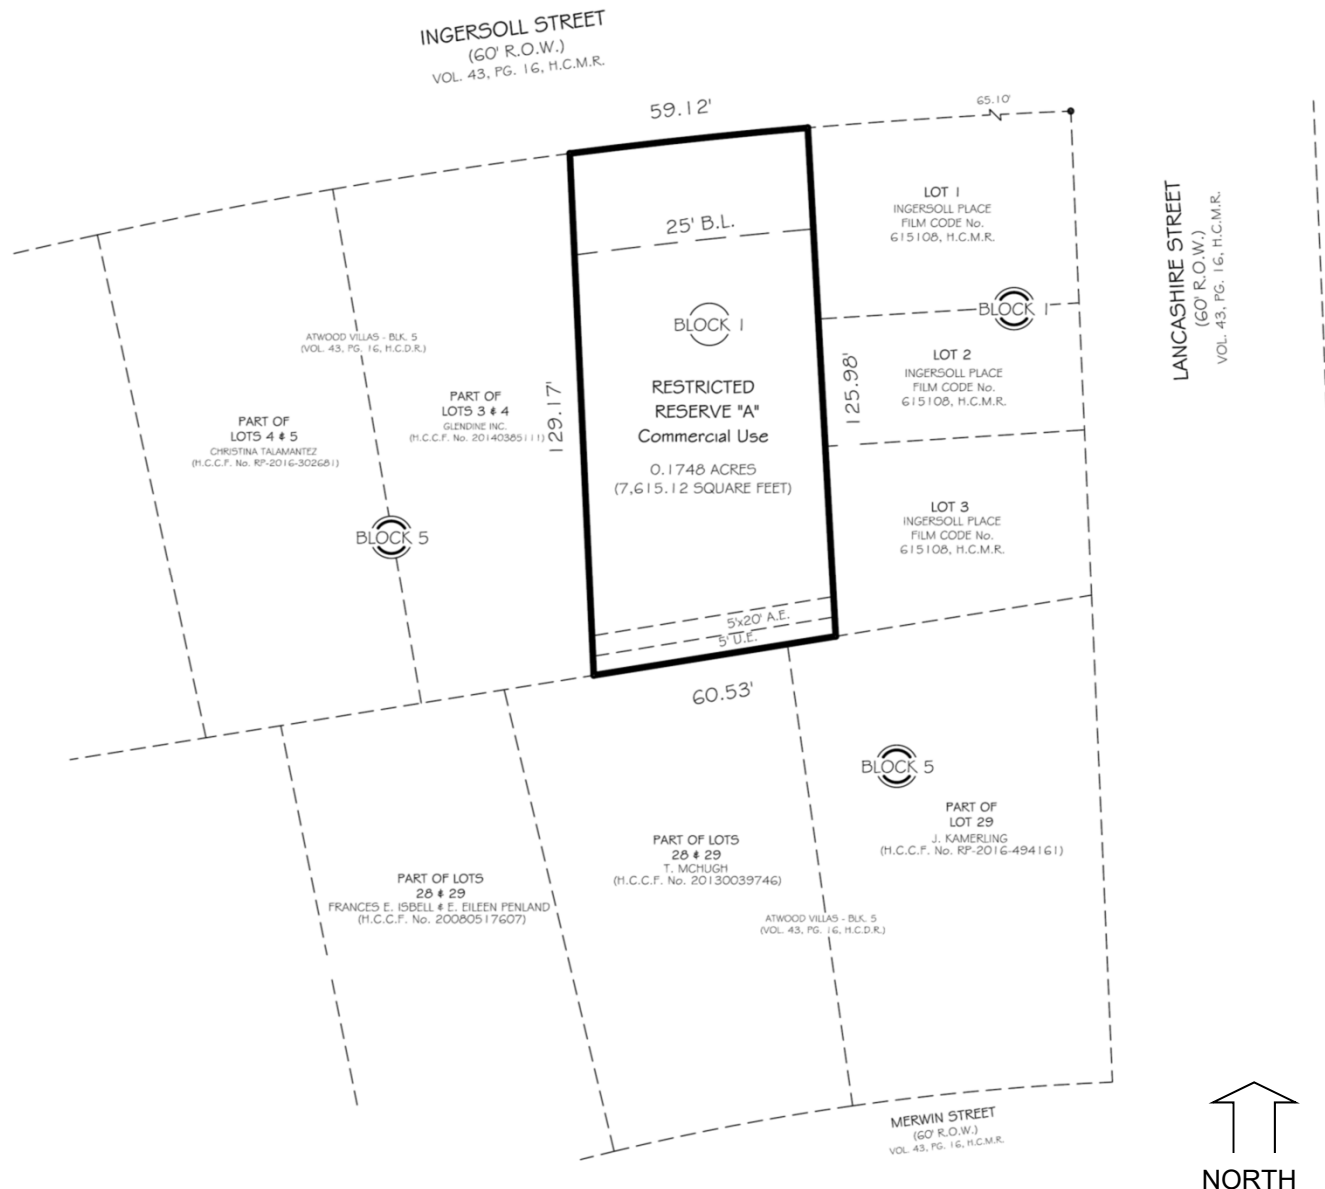 INGERSOLL STREET
(60' R.O.W.)
VOL. 43, PG. 16, H.C.M.R.
59.12'
65.10'
25' B.L.
LOT 1
INGERSOLL PLACE
FILM CODE No.
615108, H.C.M.R.
LANCASHIRE STREET
(60' R.O.W.)
VOL. 43, PG. 16, H.C.M.R.
BLOCK 1
BLOCK 1
ATWOOD VILLAS - BLK. 5
(VOL. 43, PG. 16, H.C.D.R.)
PART OF
LOTS 4 & 5
CHRISTINA TALAMANTEZ
(H.C.C.F. No. RP-2016-302681)
PART OF
LOTS 3 & 4
GLENDINE INC.
(H.C.C.F. No. 20140385111)
129.17'
RESTRICTED
RESERVE "A"
Commercial Use
0.1748 ACRES
(7,615.12 SQUARE FEET)
125.98'
LOT 2
INGERSOLL PLACE
FILM CODE No.
615108, H.C.M.R.
LOT 3
INGERSOLL PLACE
FILM CODE No.
615108, H.C.M.R.
BLOCK 5
5'x20' A.E.
5' U.E.
60.53'
BLOCK 5
PART OF
LOT 29
J. KAMERLING
(H.C.C.F. No. RP-2016-494161)
PART OF LOTS
28 & 29
T. MCHUGH
(H.C.C.F. No. 20130039746)
PART OF LOTS
28 & 29
FRANCES E. ISBELL & E. EILEEN PENLAND
(H.C.C.F. No. 20080517607)
ATWOOD VILLAS - BLK. 5
(VOL. 43, PG. 16, H.C.D.R.)
MERWIN STREET
(60' R.O.W.)
VOL. 43, PG. 16, H.C.M.R.
NORTH